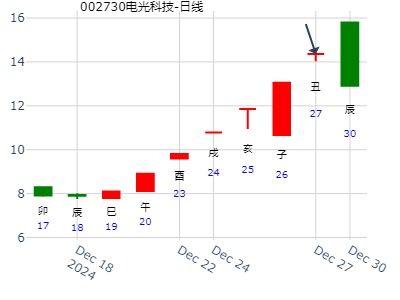 002730电光科技-日线
16
14
12
10
8
6
卯
17
辰
18
巳
19
午
20
酉
23
戌
24
亥
25
子
26
丑
27
辰
30
Dec 18
2024
Dec 22
Dec 24
Dec 27
Dec 30